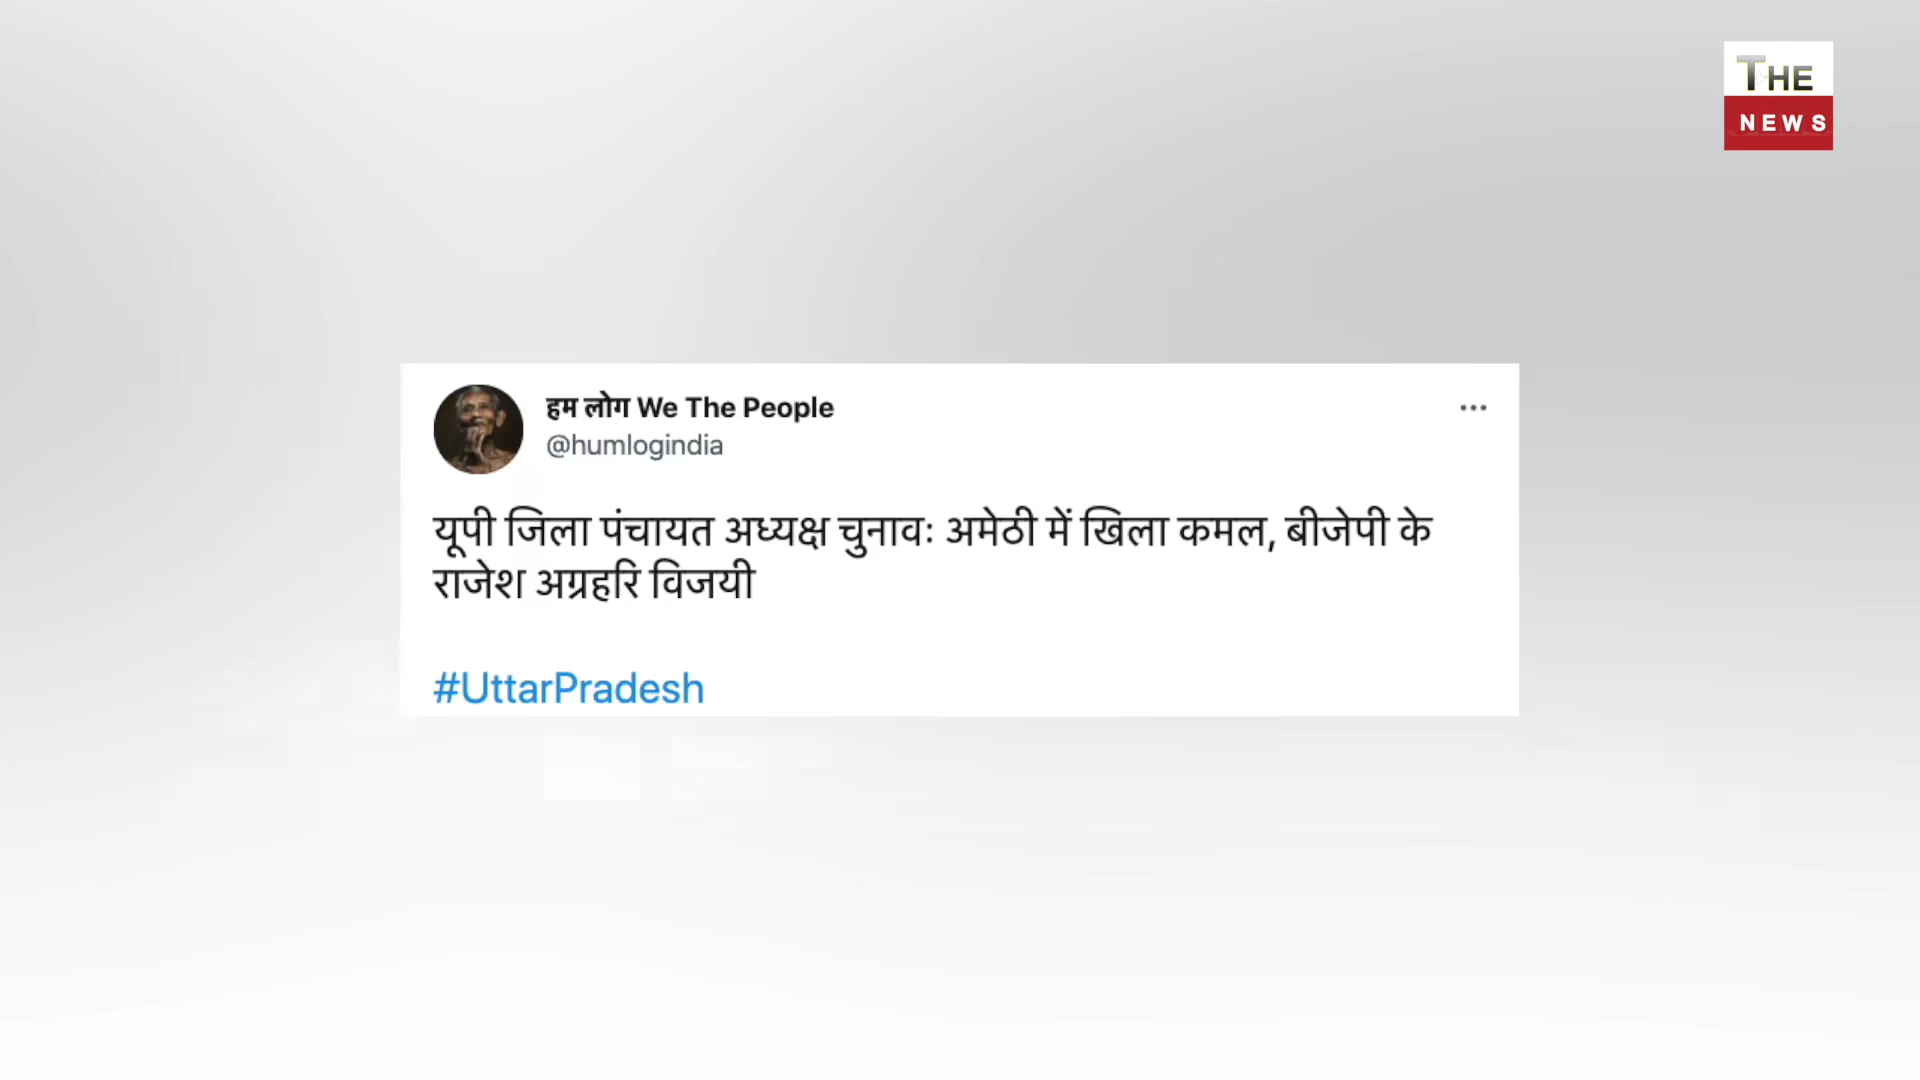 THE
NEWS
हम लोग We The People
@humlogindia
यूपी जिला पंचायत अध्यक्ष चुनावः अमेठी में खिला कमल, बीजेपी के
राजेश अग्रहरि विजयी
#UttarPradesh